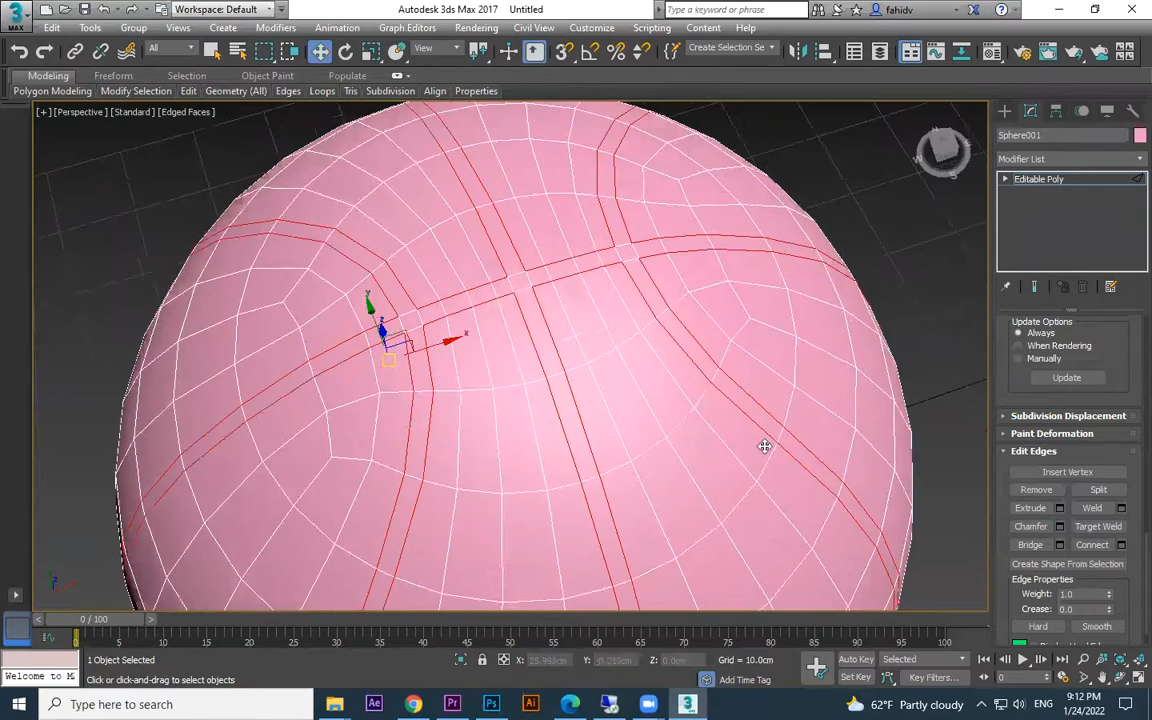 Workspace: Default
Autodesk 3ds Max 2017 Untitled
Type a keyword or phrase
fahidv
MAX
Edit Tools Group Views Create Modifiers Animation Graph Editors Rendering Civil View Customize Scripting Content Help
All
View
Create Selection Se
Modeling Freeform Selection Object Paint Populate
Polygon Modeling Modify Selection Edit Geometry (All) Edges Loops Tris Subdivision Align Properties
[+] [Perspective] [Standard] [Edged Faces]
Sphere001
Modifier List
Editable Poly
Update Options
Always
When Rendering
Manually
Update
Subdivision Displacement
Paint Deformation
Edit Edges
Insert Vertex
Remove Split
Extrude Weld
Chamfer Target Weld
Bridge Connect
Create Shape From Selection
Edge Properties
Weight: 1.0
Crease: 0.0
Hard Smooth
x
y
z
0 / 100
0 5 10 15 20 25 30 35 40 45 50 55 60 65 70 75 80 85 90 95 100
1 Object Selected
X: Y: Z: 0.0cm
Grid = 10.0cm
Auto Key Selected
Welcome to M
Click or click-and-drag to select objects
Add Time Tag
Set Key Key Filters...
0
Type here to search
62°F Partly cloudy
ENG
9:12 PM
1/24/2022